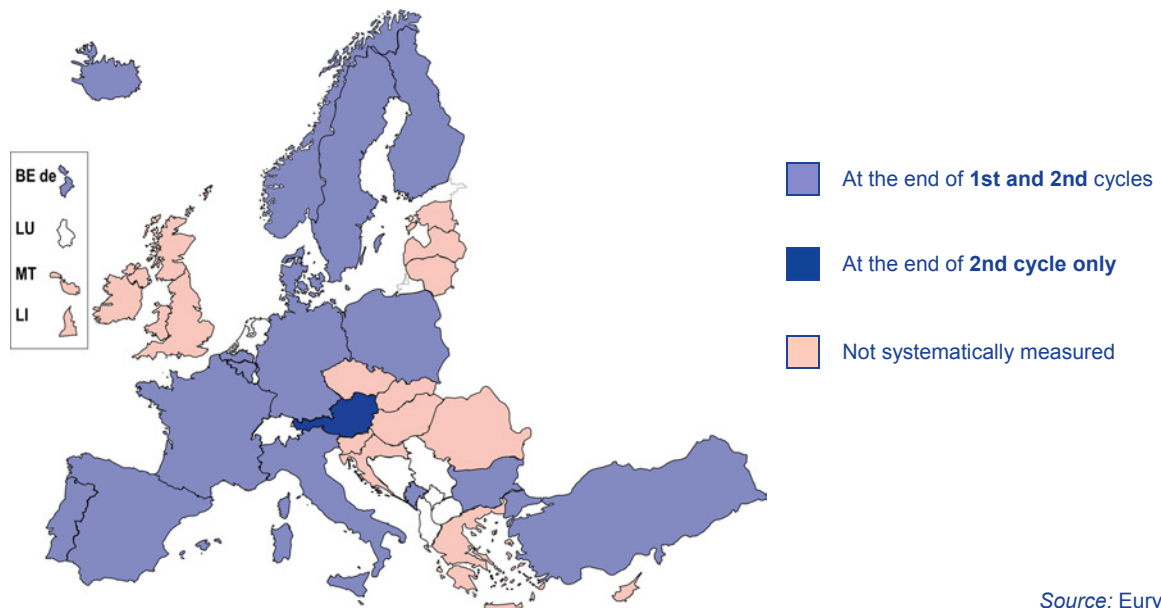 BE de
LU
MT
LI
At the end of 1st and 2nd cycles
At the end of 2nd cycle only
Not systematically measured
Source: Eury